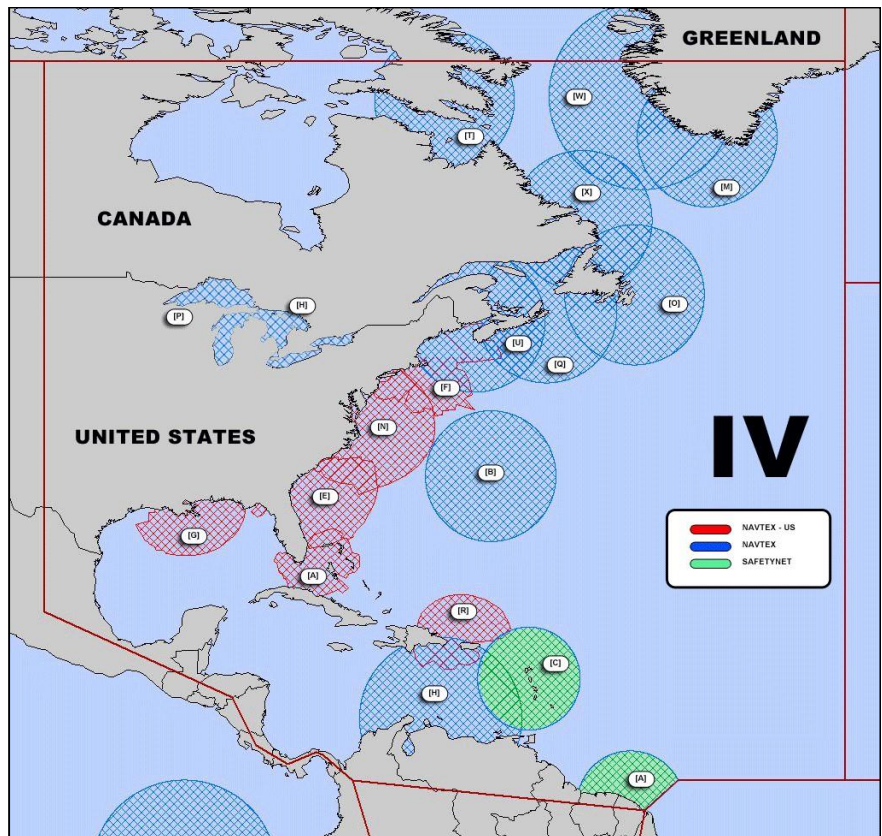 GREENLAND
[W]
[T]
[M]
[X]
CANADA
[H]
[P]
[O]
[U]
[Q]
[F]
[N]
UNITED STATES
IV
[B]
[E]
[G]
NAVTEX - US
NAVTEX
SAFETYNET
[A]
[R]
[C]
[H]
[A]